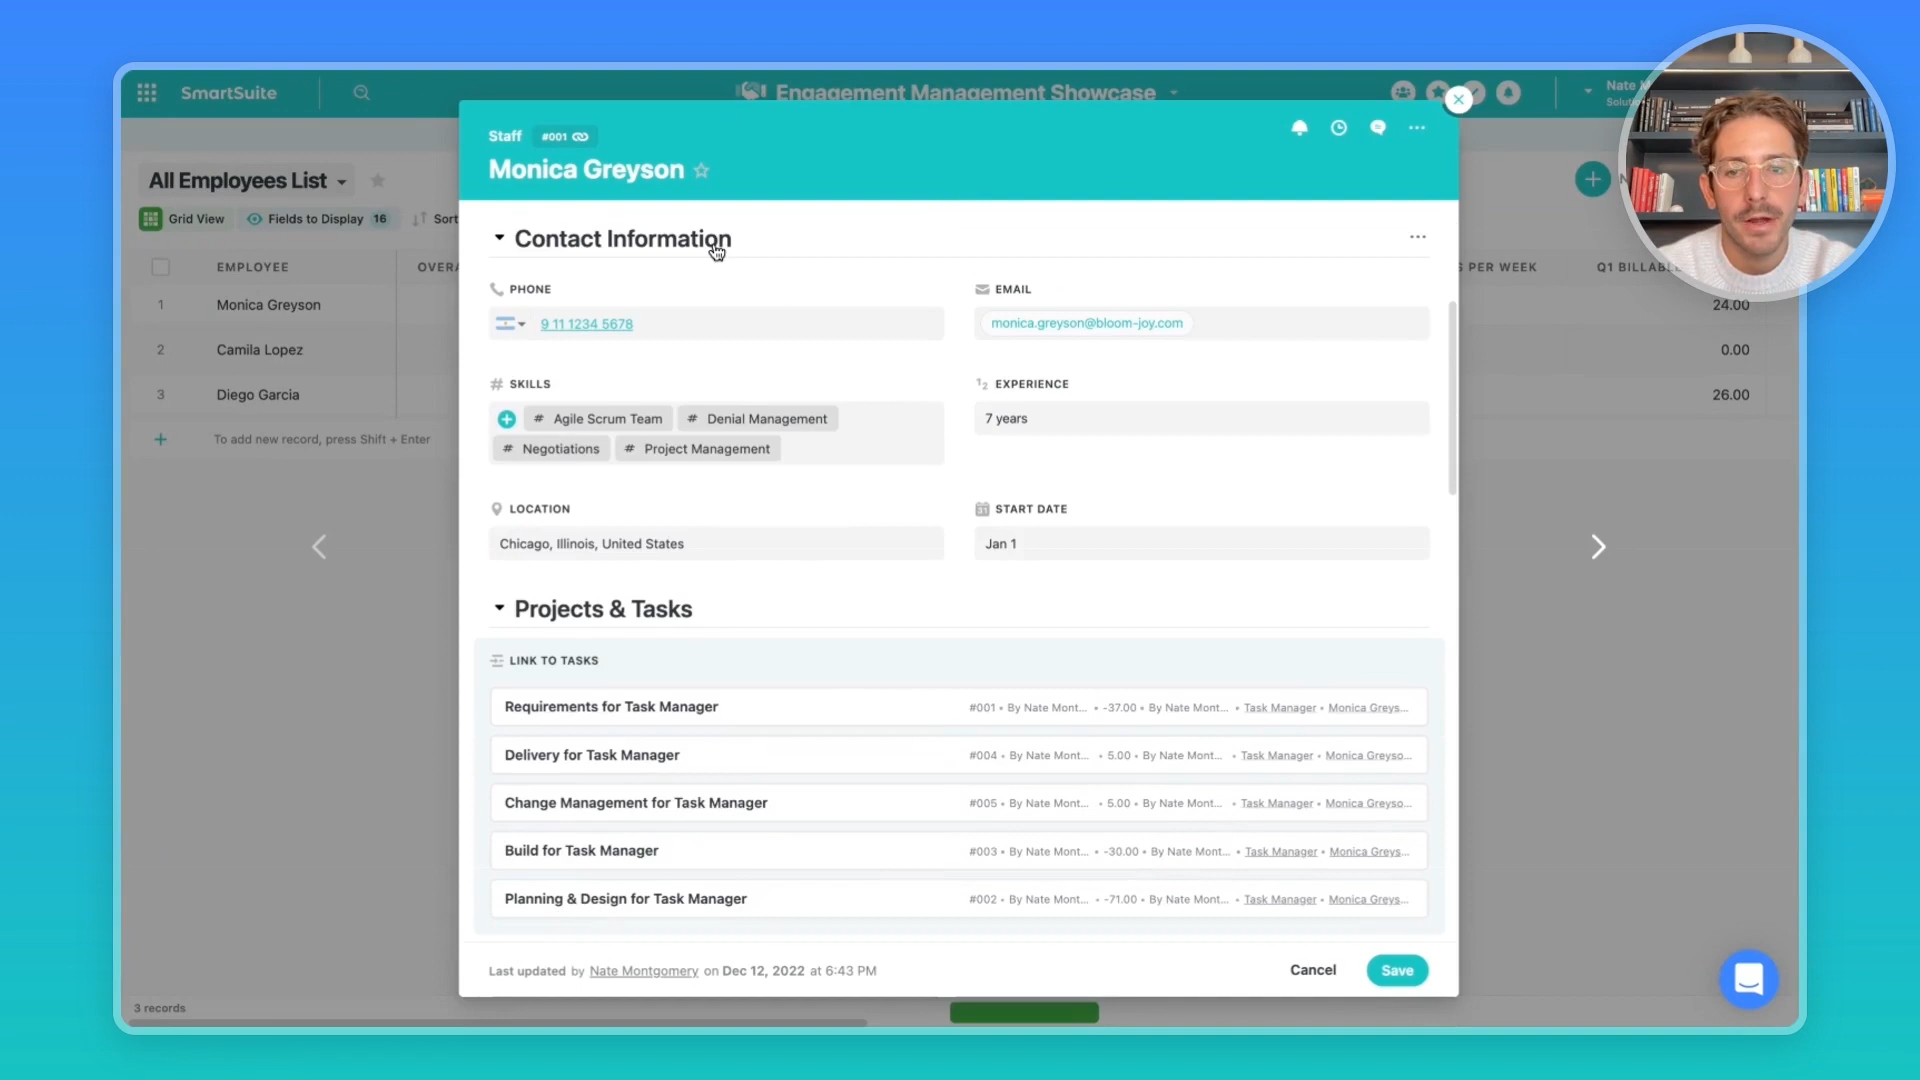 SmartSuite
Engagement Management Showcase
Nate
All Employees List
Grid View
Fields to Display 16
Sort
EMPLOYEE
PER WEEK
Q1
1 Monica Greyson 24.00
2 Camila Lopez 0.00
3 Diego Garcia 26.00
To add new record, press Shift + Enter
3 records
Staff
#001
Monica Greyson
Contact Information
PHONE
9 11 1234 5678
EMAIL
monica.greyson@bloom-joy.com
SKILLS
# Agile Scrum Team
# Denial Management
# Negotiations
# Project Management
EXPERIENCE
7 years
LOCATION
Chicago, Illinois, United States
START DATE
Jan 1
Projects & Tasks
LINK TO TASKS
Requirements for Task Manager #001 • By Nate Mont... • -37.00 • By Nate Mont... • Task Manager • Monica Greys...
Delivery for Task Manager #004 • By Nate Mont... • 5.00 • By Nate Mont... • Task Manager • Monica Greyso...
Change Management for Task Manager #005 • By Nate Mont... • 5.00 • By Nate Mont... • Task Manager • Monica Greyso...
Build for Task Manager #003 • By Nate Mont... • -30.00 • By Nate Mont... • Task Manager • Monica Greys...
Planning & Design for Task Manager #002 • By Nate Mont... • -71.00 • By Nate Mont... • Task Manager • Monica Greys...
Last updated by Nate Montgomery on Dec 12, 2022 at 6:43 PM
Cancel
Save